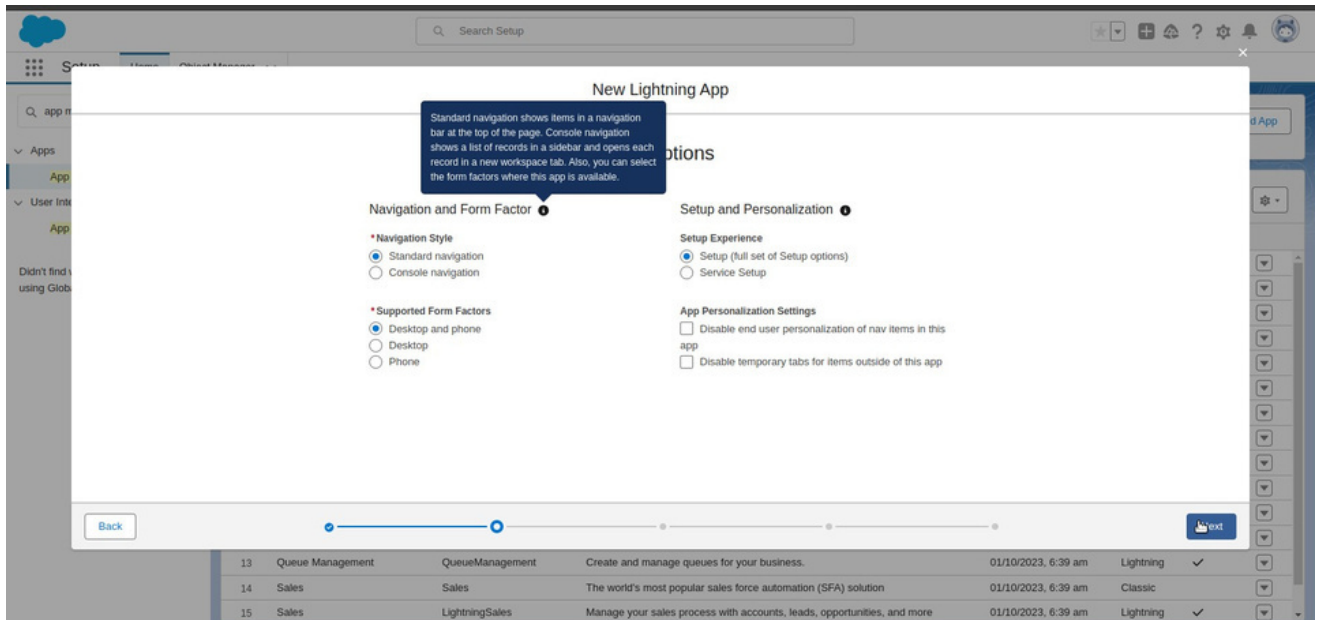 Search Setup
Setup Home Object Manager
New Lightning App
app m
d App
Standard navigation shows items in a navigation
bar at the top of the page. Console navigation
shows a list of records in a sidebar and opens each
record in a new workspace tab. Also, you can select
the form factors where this app is available.
ptions
Apps
App
User Inte
App
Didn't find
using Globa
Navigation and Form Factor
*Navigation Style
Standard navigation
Console navigation
*Supported Form Factors
Desktop and phone
Desktop
Phone
Setup and Personalization
Setup Experience
Setup (full set of Setup options)
Service Setup
App Personalization Settings
Disable end user personalization of nav items in this
app
Disable temporary tabs for items outside of this app
Back
Next
13 Queue Management QueueManagement Create and manage queues for your business. 01/10/2023, 6:39 am Lightning
14 Sales Sales The world's most popular sales force automation (SFA) solution 01/10/2023, 6:39 am Classic
15 Sales LightningSales Manage your sales process with accounts, leads, opportunities, and more 01/10/2023, 6:39 am Lightning